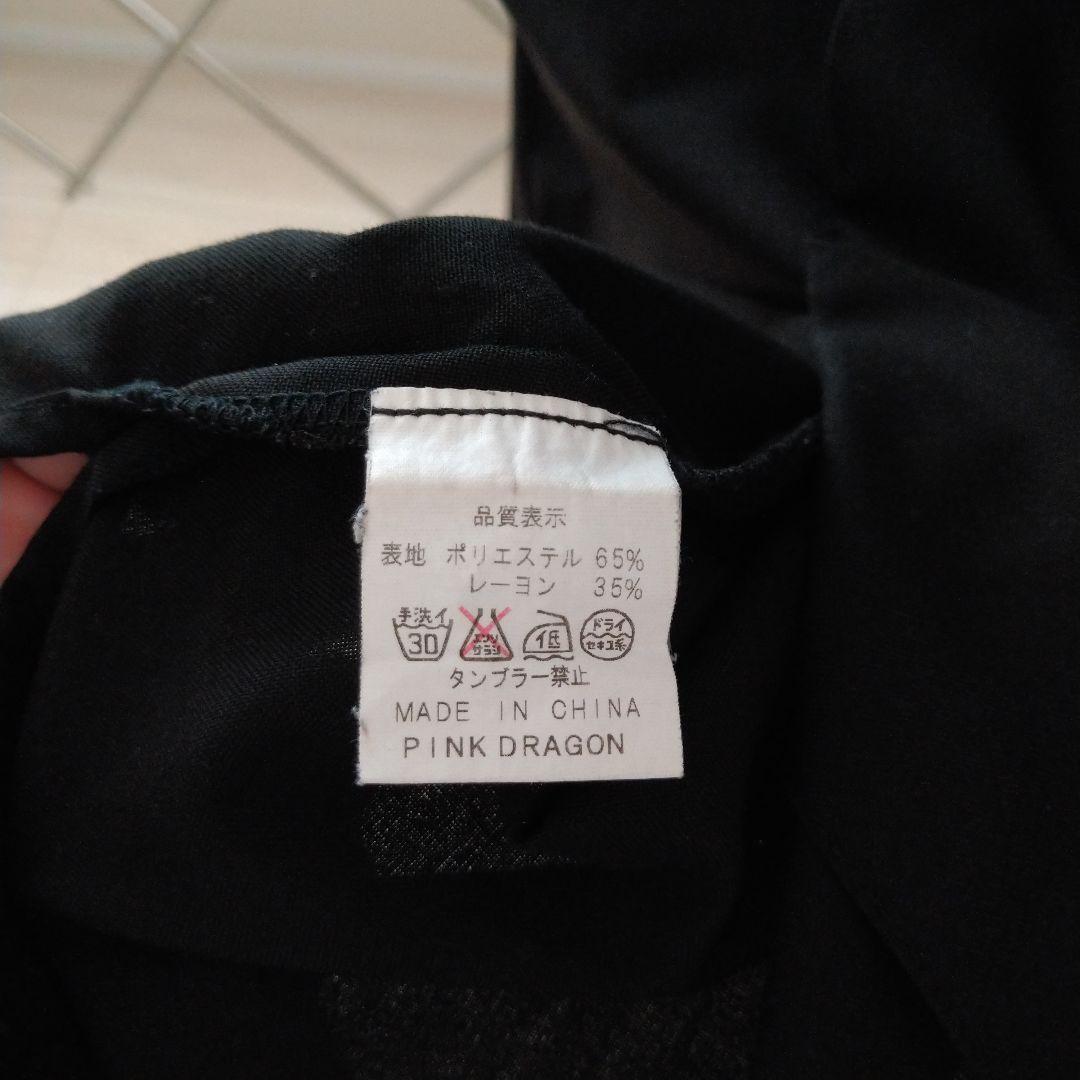 品質表示
表地 ポリエステル 65%
レーヨン 35%
手洗イ 30 エンソサラシ 低 ドライ セキユ系
タンブラー禁止
MADE IN CHINA
PINK DRAGON